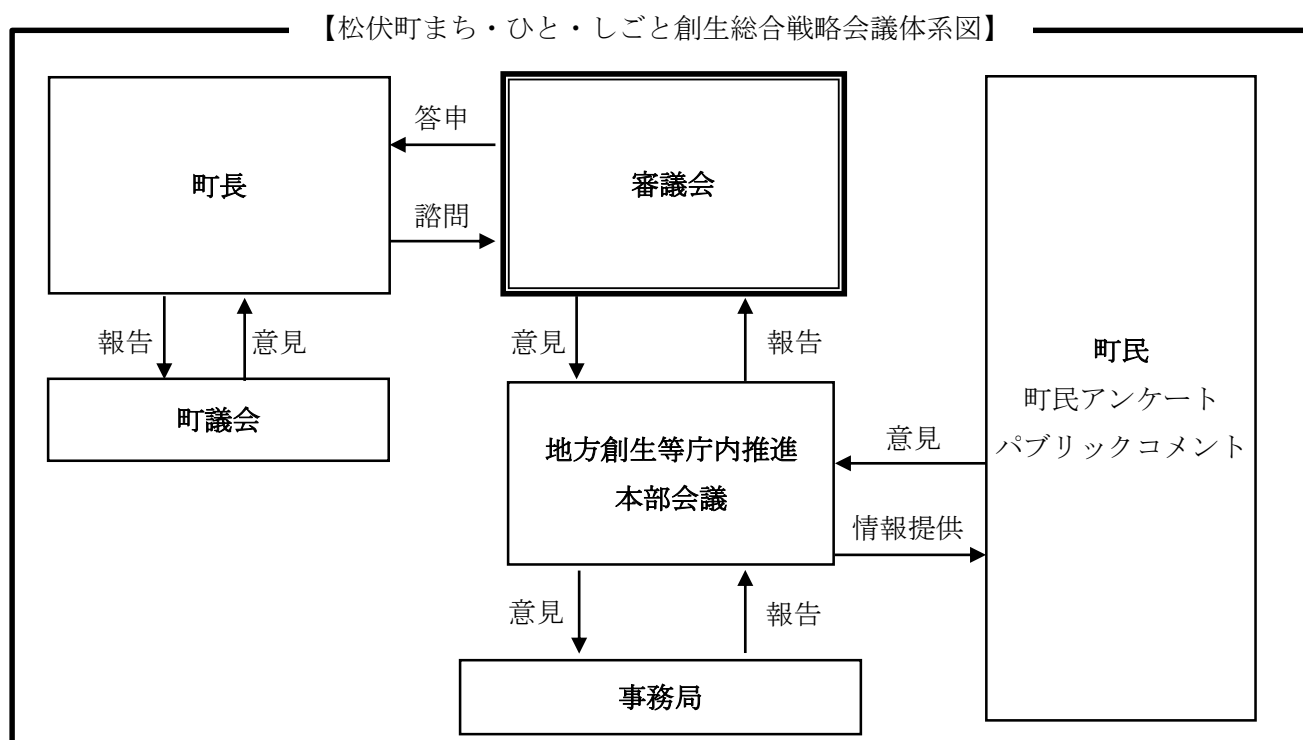 【松伏町まち・ひと・しごと創生総合戦略会議体系図】
答申
町長
審議会
諮問
報告
意見
意見
報告
町議会
町民
町民アンケート
パブリックコメント
地方創生等庁内推進
本部会議
意見
情報提供
意見
報告
事務局